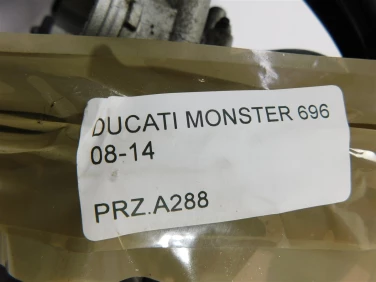 DUCATI MONSTER 696
08-14
PRZ.A288